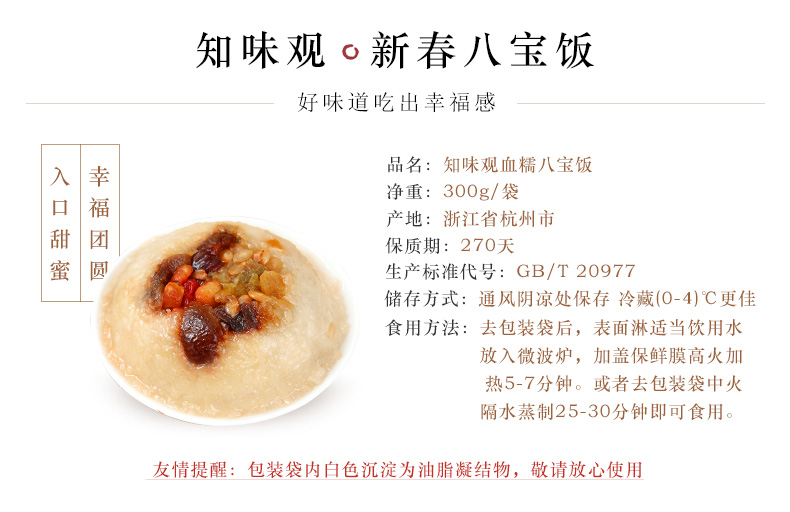 知味观 新春八宝饭
好味道吃出幸福感
幸福团圆
入口甜蜜
品名：知味观血糯八宝饭
净重：300g/袋
产地：浙江省杭州市
保质期：270天
生产标准代号：GB/T 20977
储存方式：通风阴凉处保存 冷藏(0-4)℃更佳
食用方法：去包装袋后，表面淋适当饮用水
放入微波炉，加盖保鲜膜高火加
热5-7分钟。或者去包装袋中火
隔水蒸制25-30分钟即可食用。
友情提醒：包装袋内白色沉淀为油脂凝结物，敬请放心使用